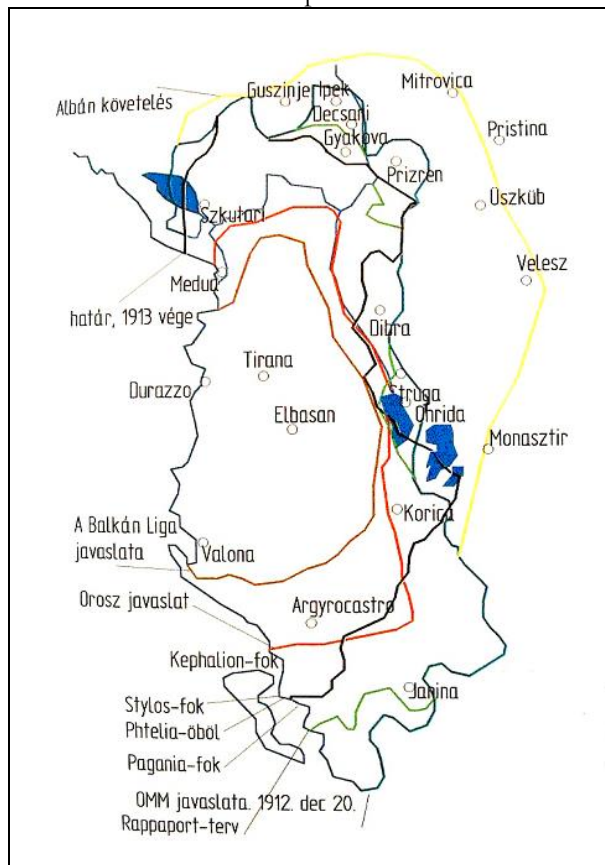 Mitrovica
Guszinje
Ipek
Albán követelés
Decsani
Pristina
Gyakova
Prizren
Üszküb
Szkutari
Medua
Velesz
határ, 1913 vége
Dibra
Tirana
Durazzo
Struga
Ohrida
Elbasan
Monasztir
Korica
A Balkán Liga
javaslata
Valona
Orosz javaslat
Argyrocastro
Kephalion-fok
Janina
Stylos-fok
Phtelia-öböl
Pagania-fok
OMM javaslata. 1912. dec 20.
Rappaport-terv